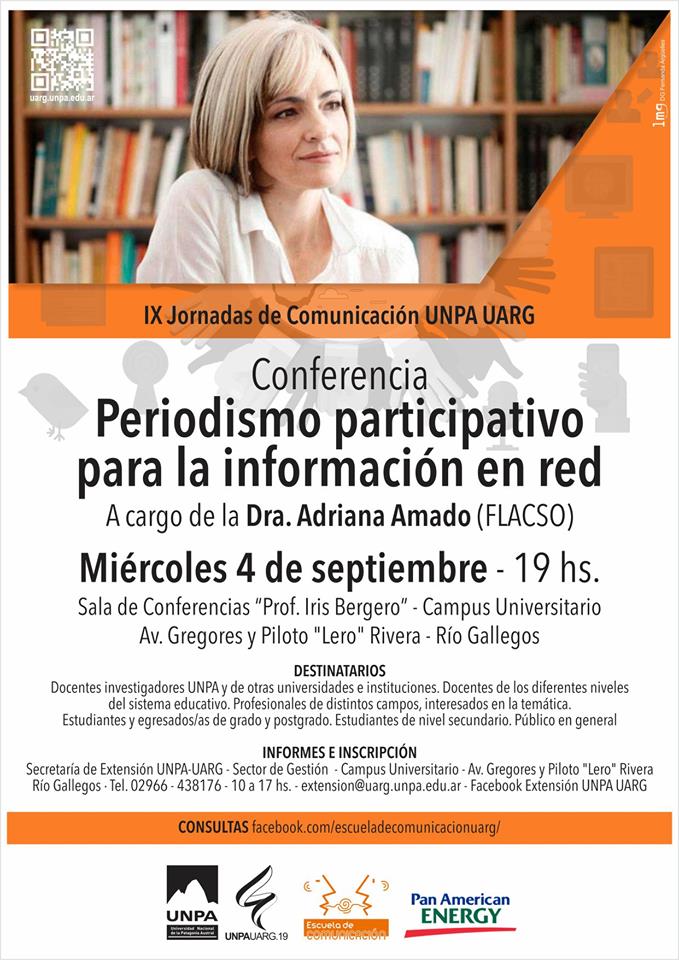 uarg.unpa.edu.ar
1mg DG Fernanda Argüelles
IX Jornadas de Comunicación UNPA UARG
Conferencia
Periodismo participativo
para la información en red
A cargo de la Dra. Adriana Amado (FLACSO)
Miércoles 4 de septiembre - 19 hs.
Sala de Conferencias “Prof. Iris Bergero” - Campus Universitario
Av. Gregores y Piloto "Lero" Rivera - Río Gallegos
DESTINATARIOS
Docentes investigadores UNPA y de otras universidades e instituciones. Docentes de los diferentes niveles
del sistema educativo. Profesionales de distintos campos, interesados en la temática.
Estudiantes y egresados/as de grado y postgrado. Estudiantes de nivel secundario. Público en general
INFORMES E INSCRIPCIÓN
Secretaría de Extensión UNPA-UARG - Sector de Gestión - Campus Universitario - Av. Gregores y Piloto "Lero" Rivera
Río Gallegos · Tel. 02966 - 438176 - 10 a 17 hs. - extension@uarg.unpa.edu.ar - Facebook Extensión UNPA UARG
CONSULTAS facebook.com/escueladecomunicacionuarg/
UNPA
Universidad Nacional
de la Patagonia Austral
UNPAUARG.19
Escuela de
comunicación
Pan American
ENERGY